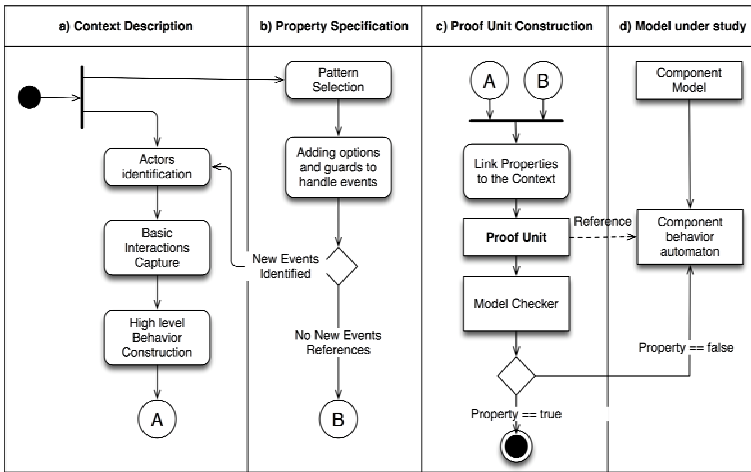 a) Context Description
b) Property Specification
c) Proof Unit Construction
d) Model under study
Actors
identification
Basic
Interactions
Capture
High level
Behavior
Construction
A
Pattern
Selection
Adding options
and guards to
handle events
New Events
Identified
No New Events
References
B
A
B
Link Properties
to the Context
Proof Unit
Reference
Model Checker
Property == true
Component
Model
Component
behavior
automaton
Property == false